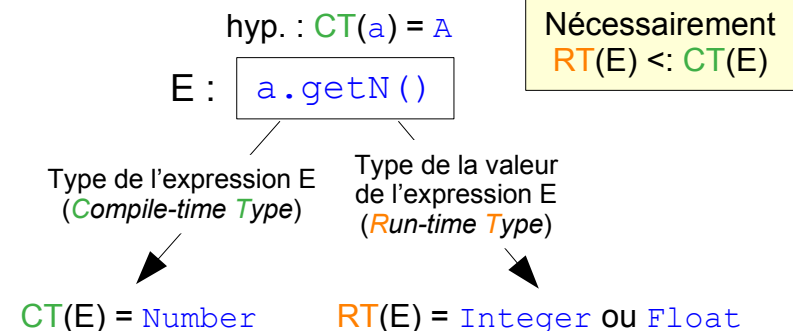 hyp. : CT(a) = A
Nécessairement
RT(E) <: CT(E)
E : a.getN()
Type de l'expression E
(Compile-time Type)
Type de la valeur
de l'expression E
(Run-time Type)
CT(E) = Number
RT(E) = Integer ou Float